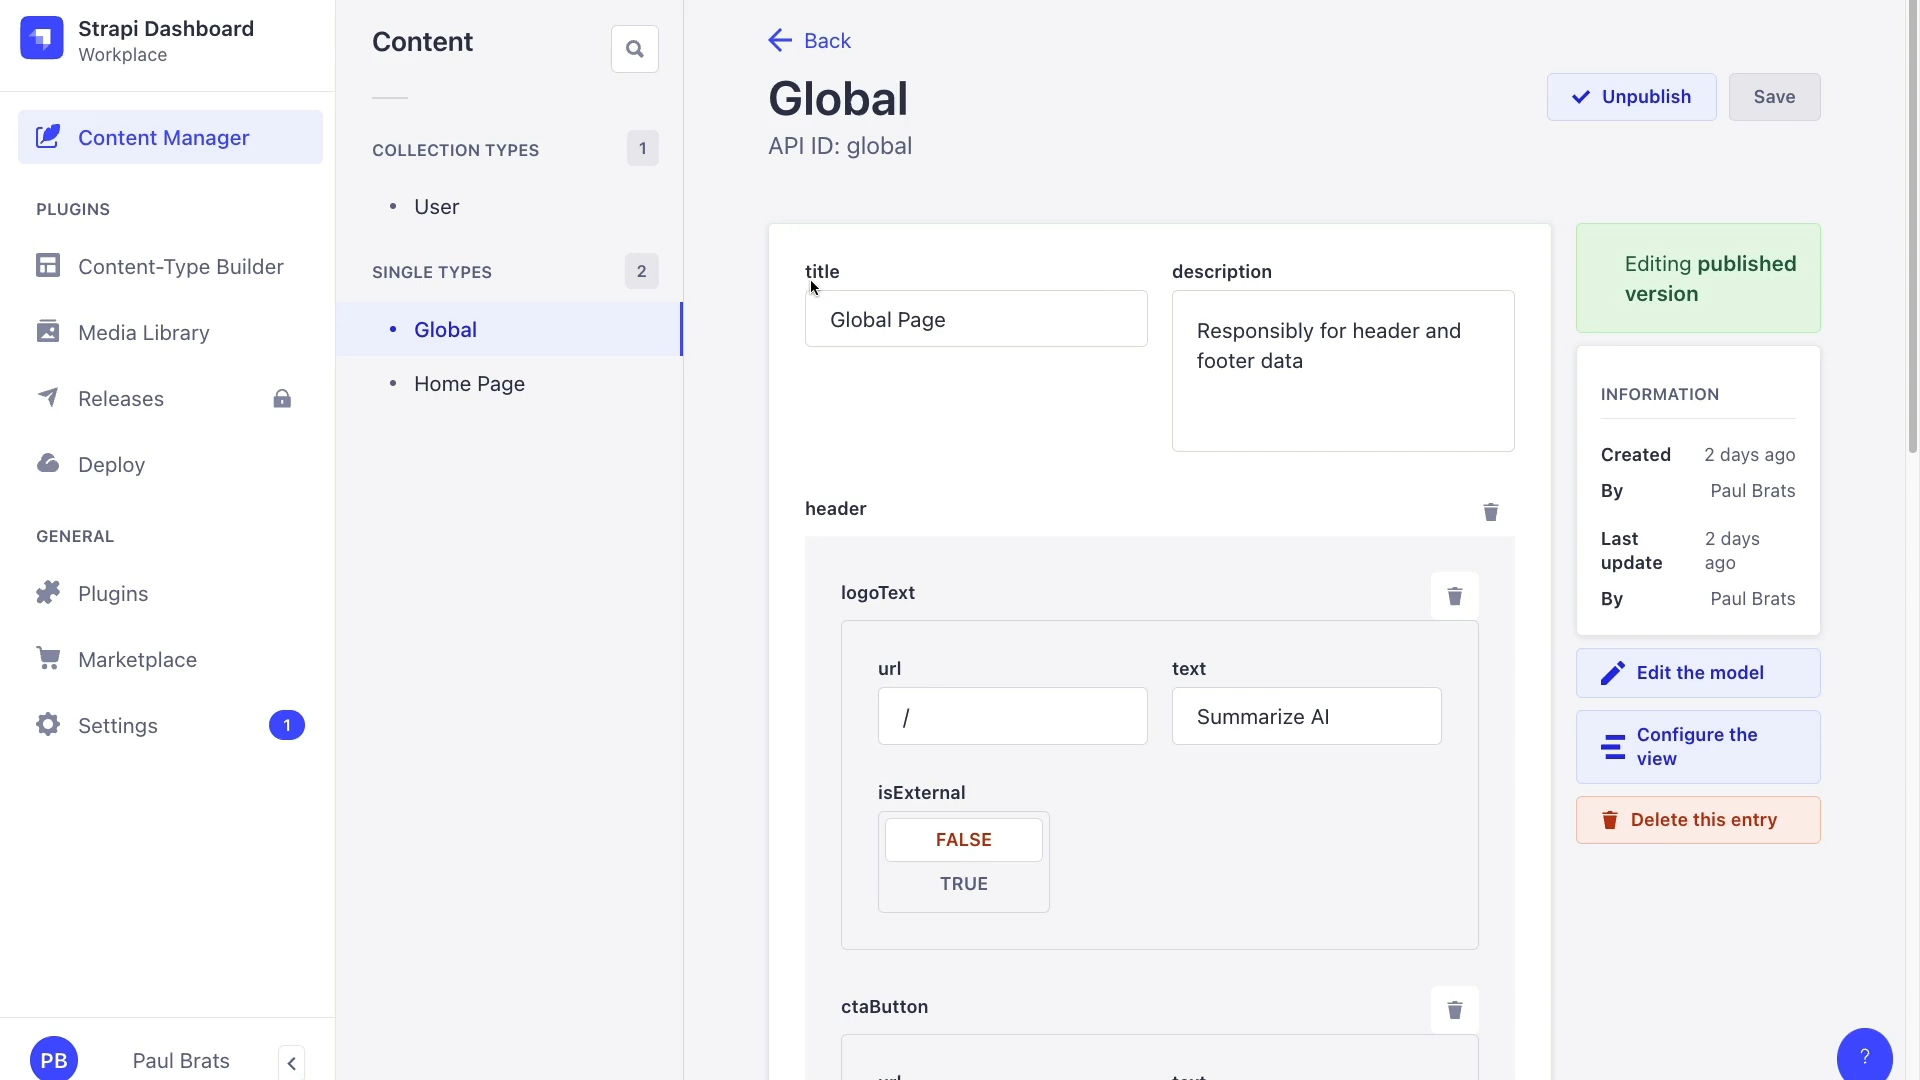 Strapi Dashboard
Workplace
Content Manager
PLUGINS
Content-Type Builder
Media Library
Releases
Deploy
GENERAL
Plugins
Marketplace
Settings
1
PB
Paul Brats
Content
COLLECTION TYPES
1
User
SINGLE TYPES
2
Global
Home Page
Back
Global
API ID: global
Unpublish
Save
title
Global Page
description
Responsibly for header and
footer data
header
logoText
url
/
text
Summarize AI
isExternal
FALSE
TRUE
ctaButton
url
text
Editing published
version
INFORMATION
Created 2 days ago
By Paul Brats
Last 2 days
update ago
By Paul Brats
Edit the model
Configure the
view
Delete this entry
?